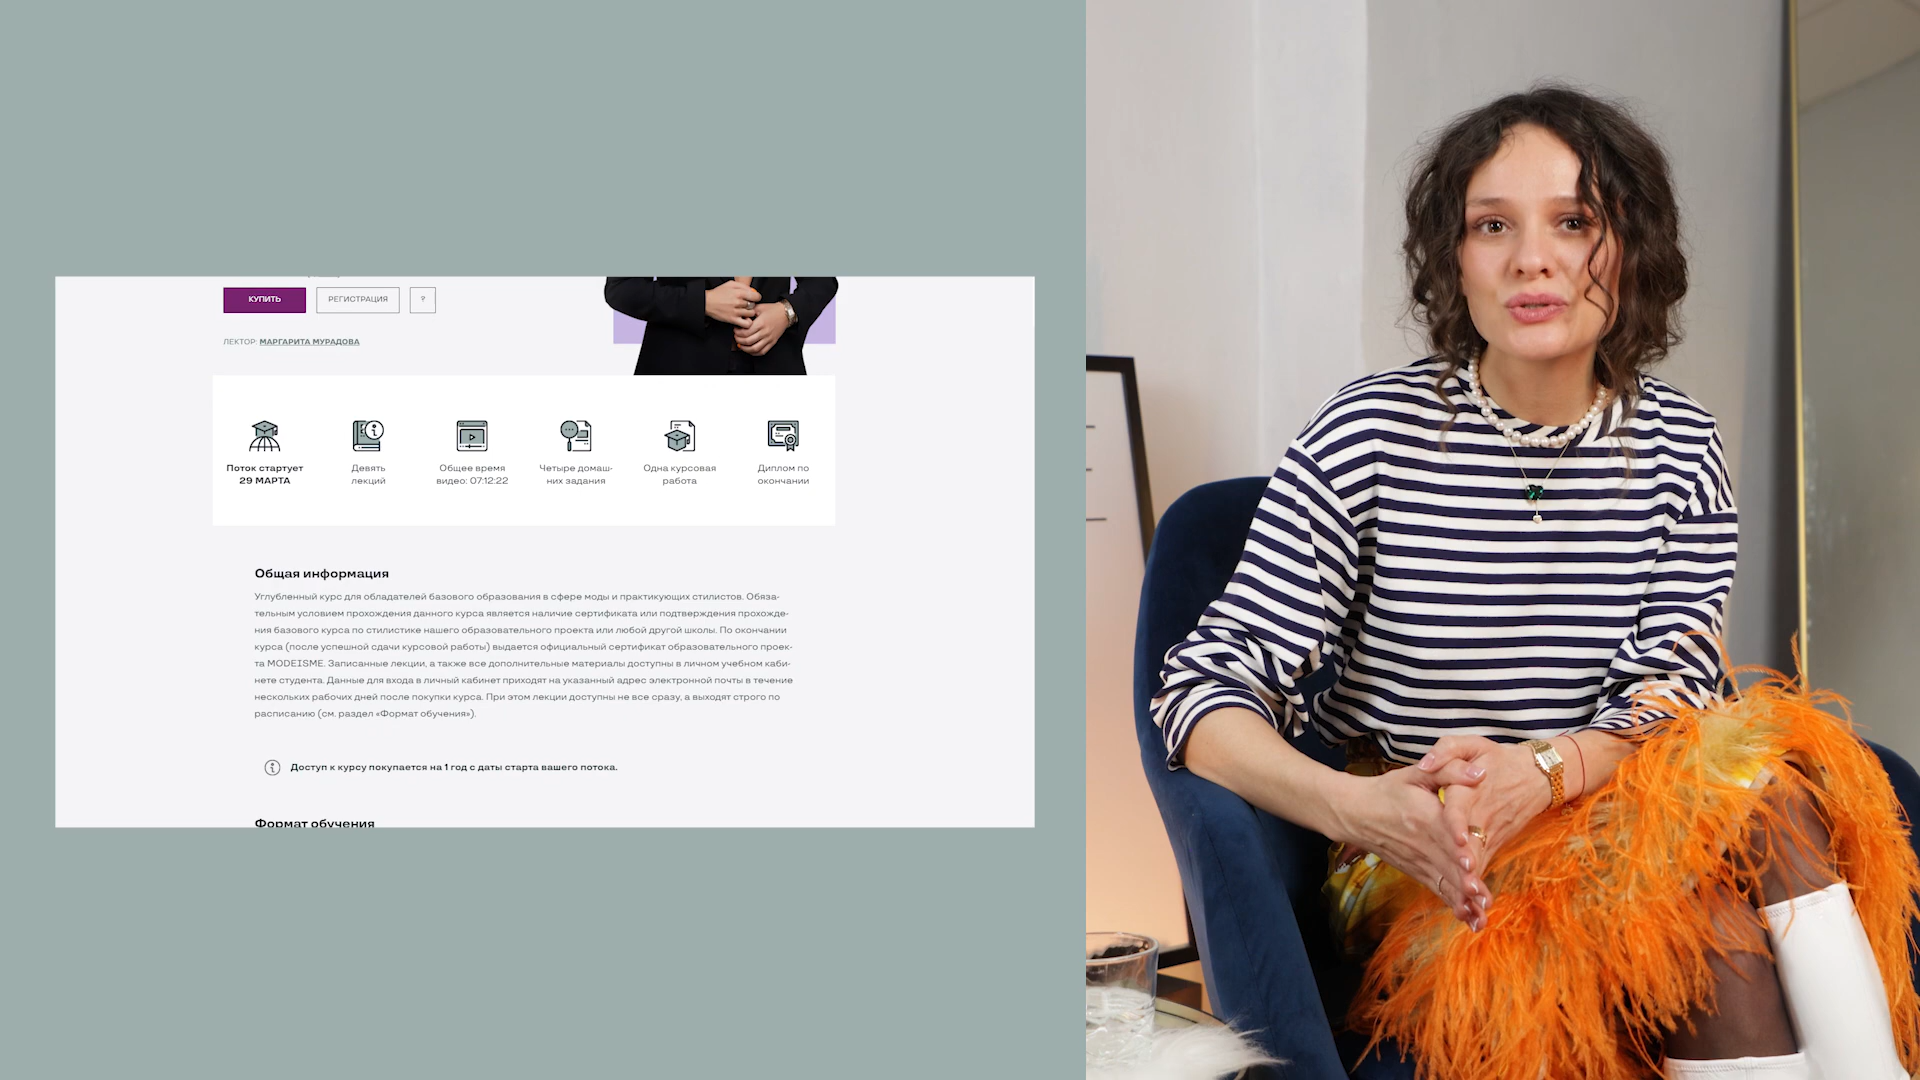 КУПИТЬ
РЕГИСТРАЦИЯ
?
ЛЕКТОР: МАРГАРИТА МУРАДОВА
Поток стартует
29 МАРТА
Девять
лекций
Общее время
видео: 07:12:22
Четыре домаш-
них задания
Одна курсовая
работа
Диплом по
окончании
Общая информация
Углубленный курс для обладателей базового образования в сфере моды и практикующих стилистов. Обяза-
тельным условием прохождения данного курса является наличие сертификата или подтверждения прохожде-
ния базового курса по стилистике нашего образовательного проекта или любой другой школы. По окончании
курса (после успешной сдачи курсовой работы) выдается официальный сертификат образовательного проек-
та MODEISME. Записанные лекции, а также все дополнительные материалы доступны в личном учебном каби-
нете студента. Данные для входа в личный кабинет приходят на указанный адрес электронной почты в течение
нескольких рабочих дней после покупки курса. При этом лекции доступны не все сразу, а выходят строго по
расписанию (см. раздел «Формат обучения»).
Доступ к курсу покупается на 1 год с даты старта вашего потока.
Формат обучения